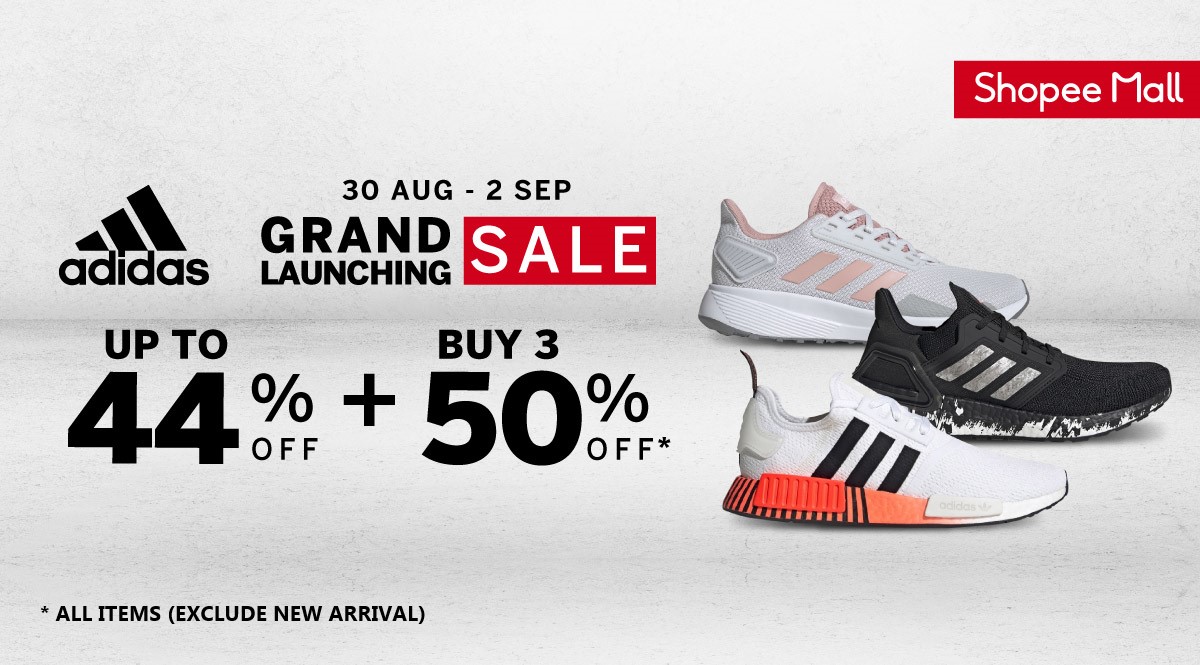 Shopee Mall
adidas
30 AUG - 2 SEP
GRAND
LAUNCHING
SALE
UP TO
44% OFF
+
BUY 3
50% OFF*
adidas
* ALL ITEMS (EXCLUDE NEW ARRIVAL)